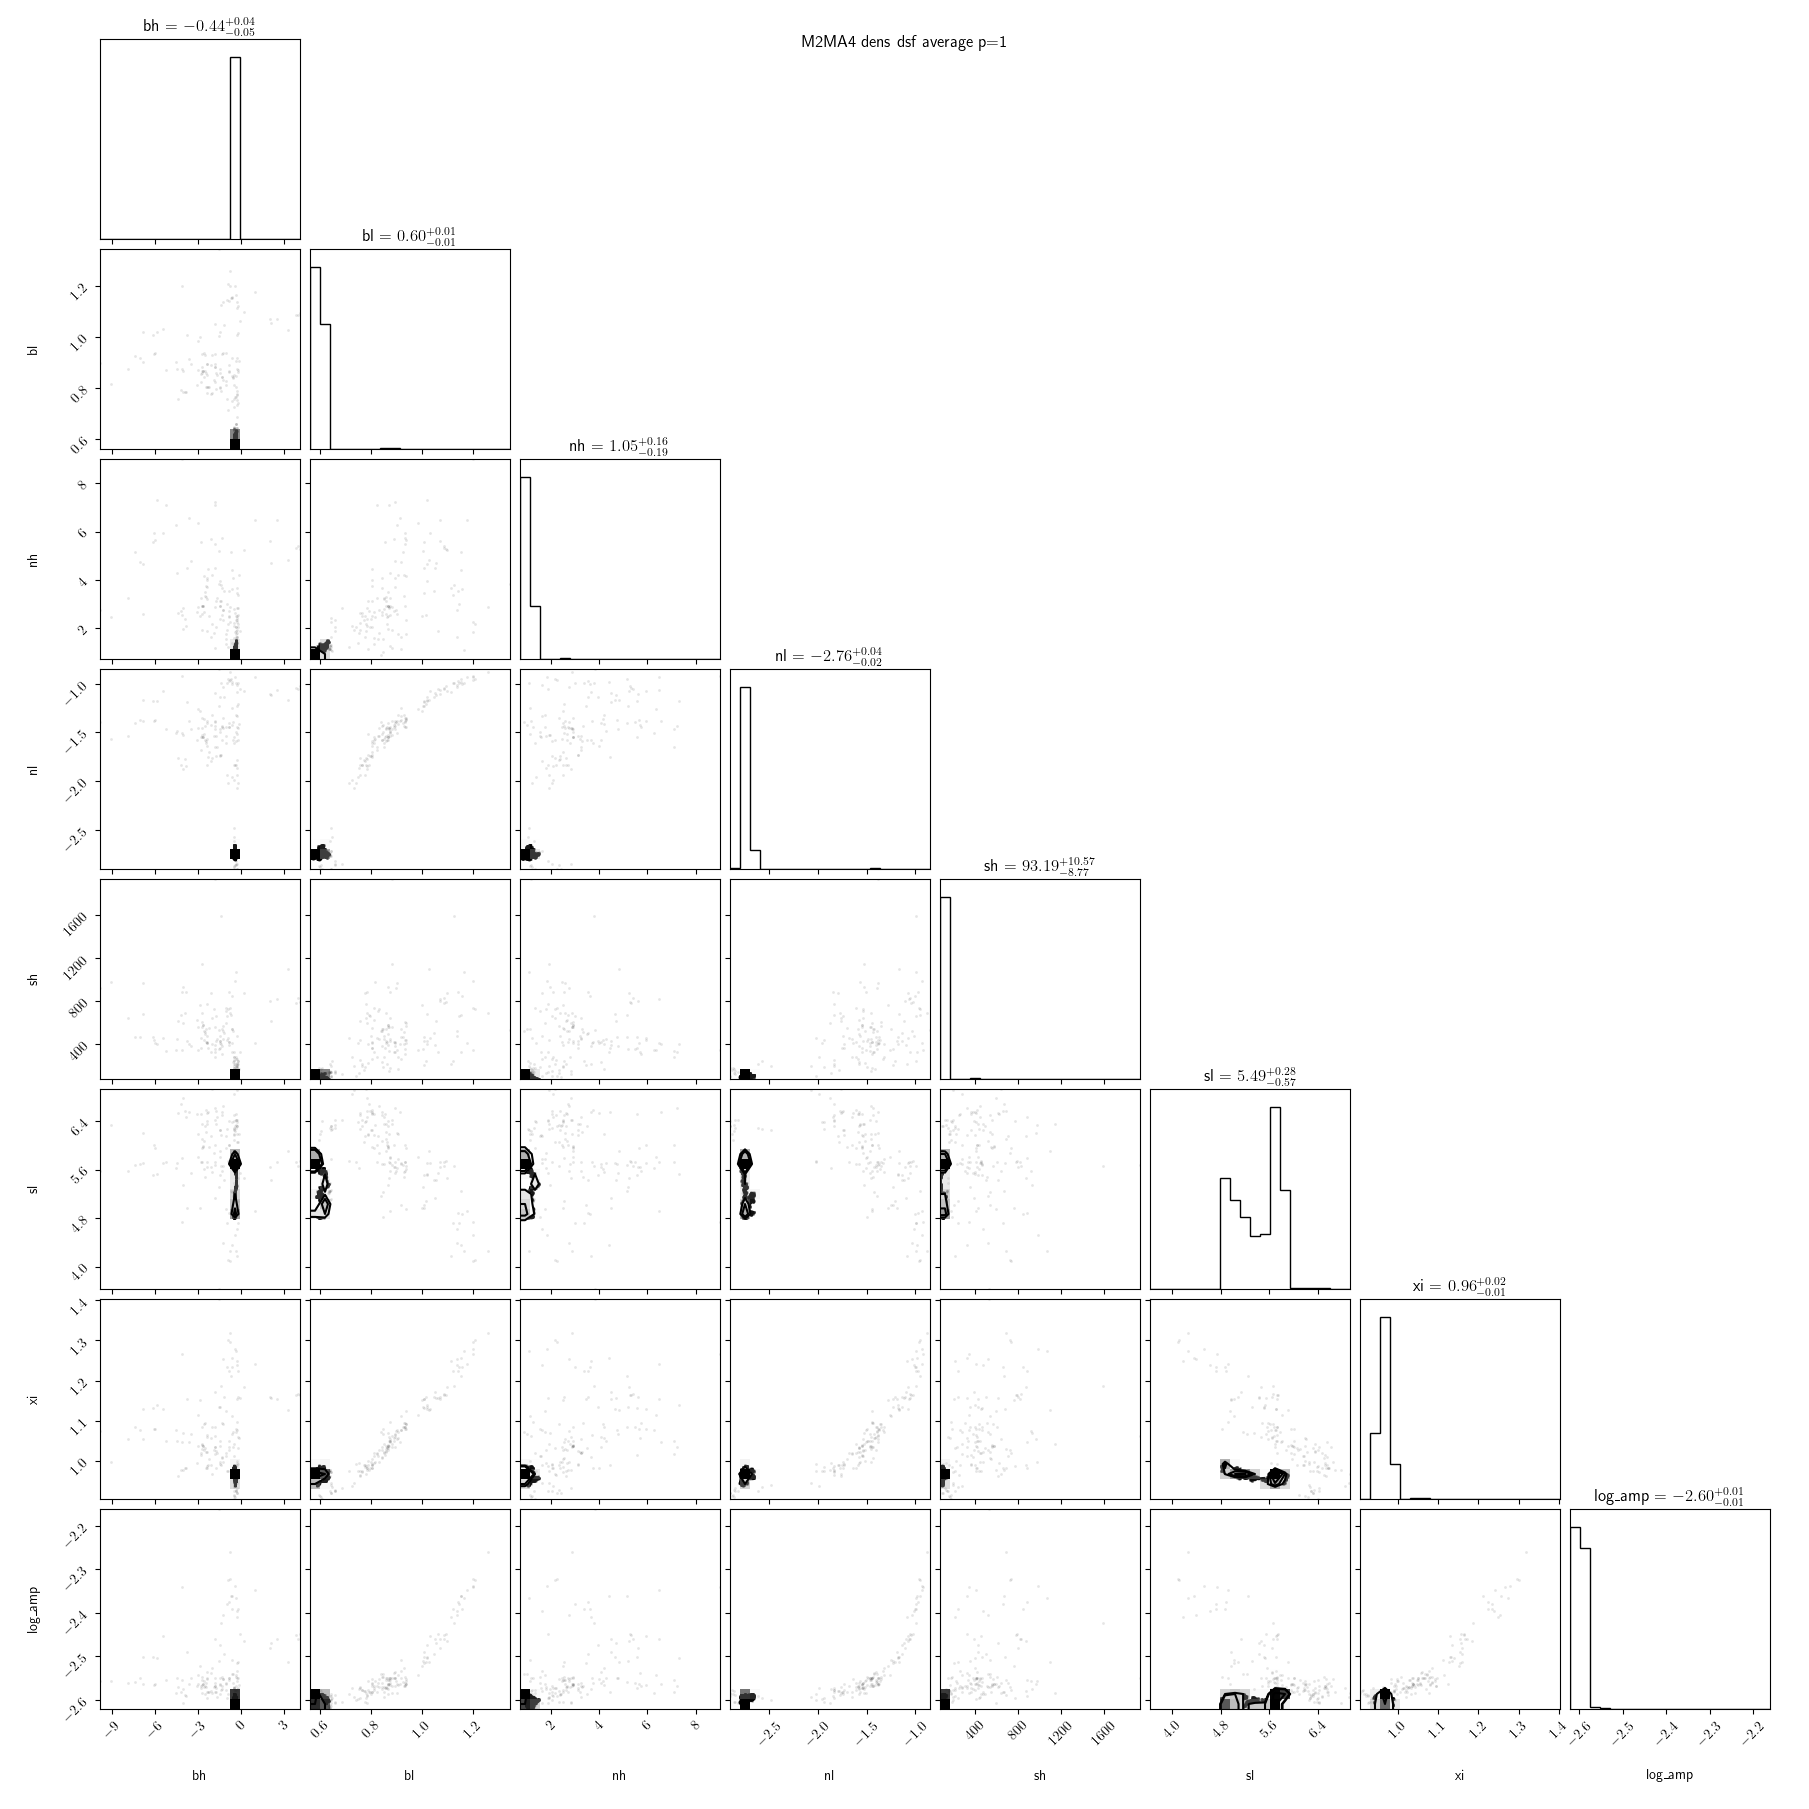 M2MA4 dens dsf average p=1
bh = −0.44 +0.04 −0.05
bl = 0.60 +0.01 −0.01
bl
1.2
1.0
0.8
0.6
nh = 1.05 +0.16 −0.19
nh
8
6
4
2
nl = −2.76 +0.04 −0.02
nl
−1.0
−1.5
−2.0
−2.5
sh = 93.19 +10.57 −8.77
sh
1600
1200
800
400
sl = 5.49 +0.28 −0.57
sl
6.4
5.6
4.8
4.0
xi = 0.96 +0.02 −0.01
xi
1.4
1.3
1.2
1.1
1.0
log_amp = −2.60 +0.01 −0.01
log_amp
−2.2
−2.3
−2.4
−2.5
−2.6
−9 −6 −3 0 3 0.6 0.8 1.0 1.2 2 4 6 8 −2.5 −2.0 −1.5 −1.0 400 800 1200 1600 4.0 4.8 5.6 6.4 1.0 1.1 1.2 1.3 1.4 −2.6 −2.5 −2.4 −2.3 −2.2
bh bl nh nl sh sl xi log_amp